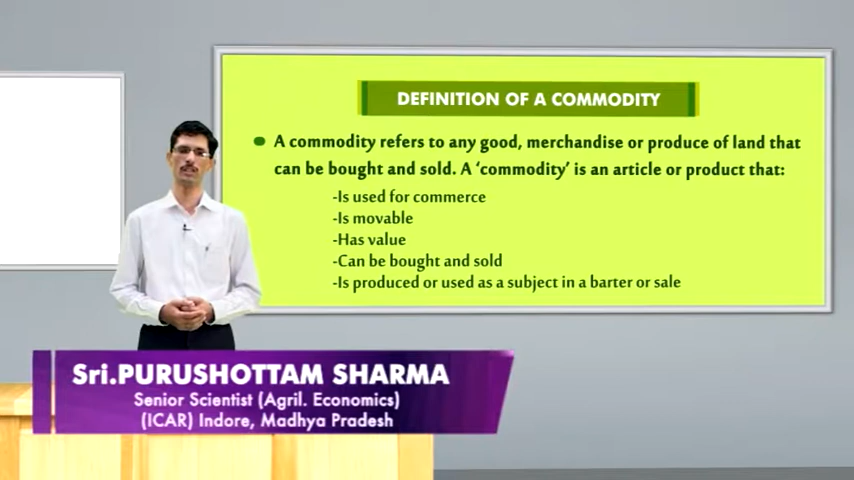 DEFINITION OF A COMMODITY
A commodity refers to any good, merchandise or produce of land that
can be bought and sold. A ‘commodity’ is an article or product that:
-Is used for commerce
-Is movable
-Has value
-Can be bought and sold
-Is produced or used as a subject in a barter or sale
Sri.PURUSHOTTAM SHARMA
Senior Scientist (Agril. Economics)
(ICAR) Indore, Madhya Pradesh